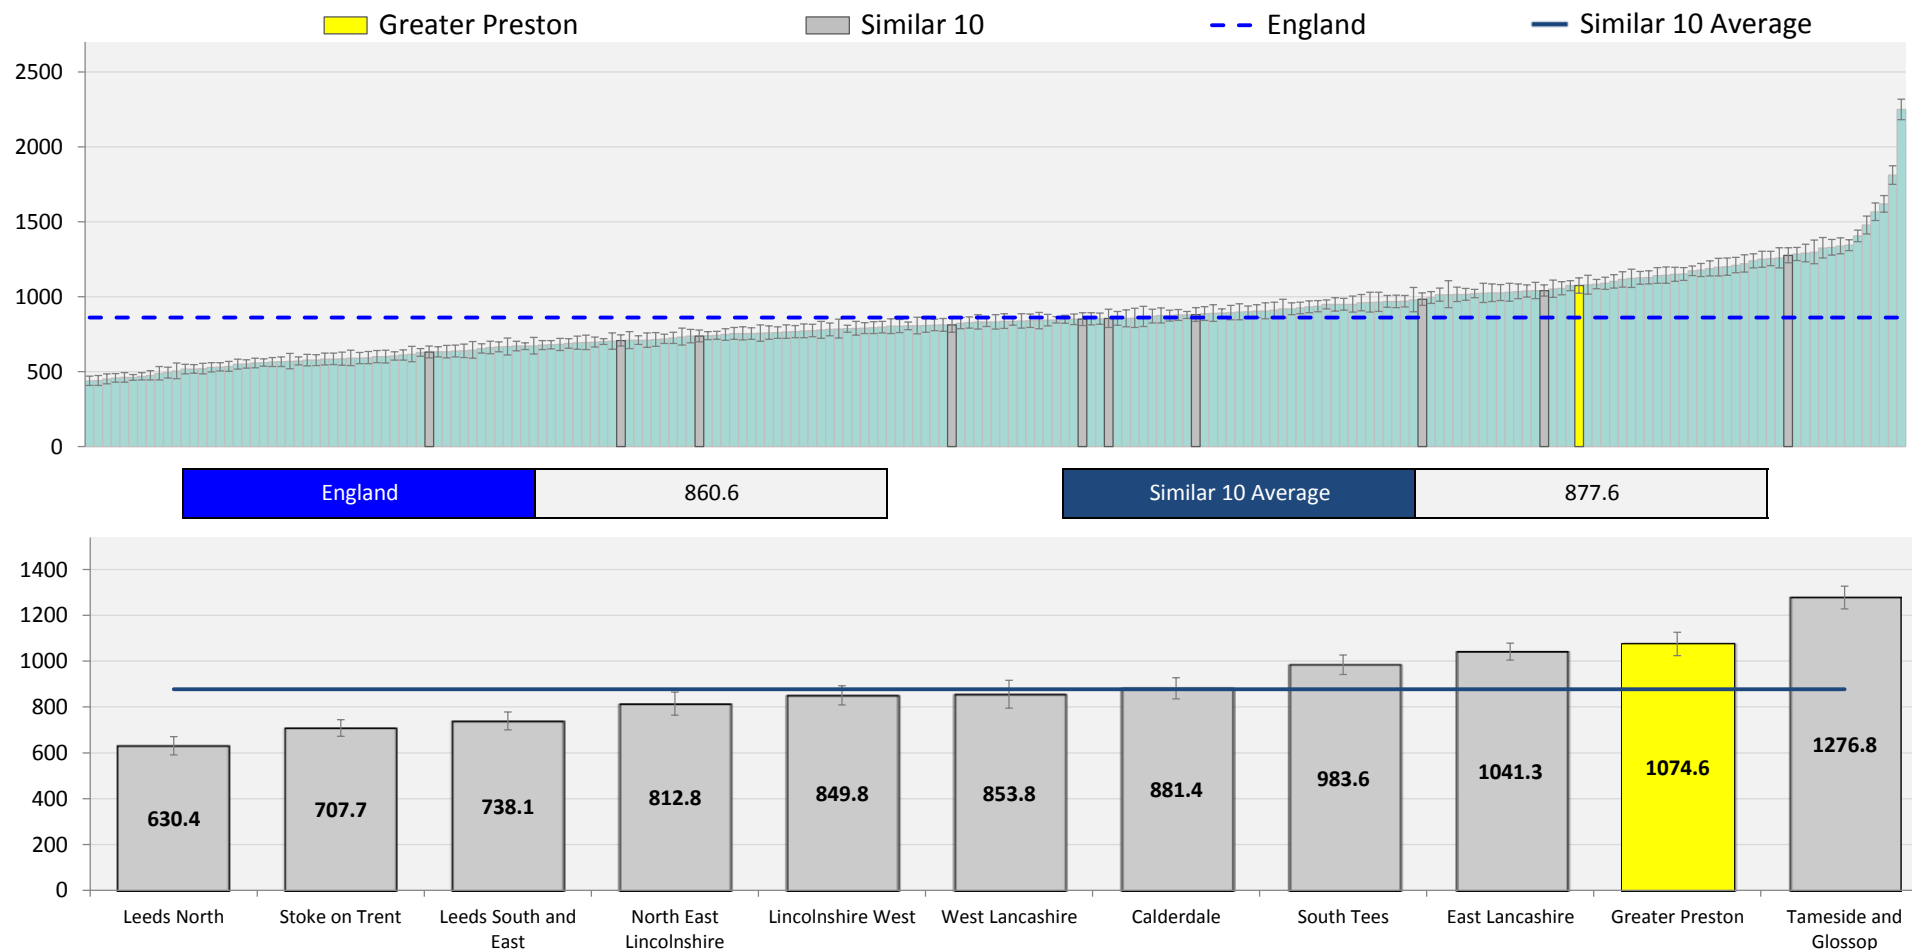 Greater Preston Similar 10 England Similar 10 Average
2500
2000
1500
1000
500
0
England 860.6 Similar 10 Average 877.6
1400
1200
1000
800
600
400
200
0
630.4 707.7 738.1 812.8 849.8 853.8 881.4 983.6 1041.3 1074.6 1276.8
Leeds North Stoke on Trent Leeds South and North East Lincolnshire West West Lancashire Calderdale South Tees East Lancashire Greater Preston Tameside and
East Lincolnshire Glossop